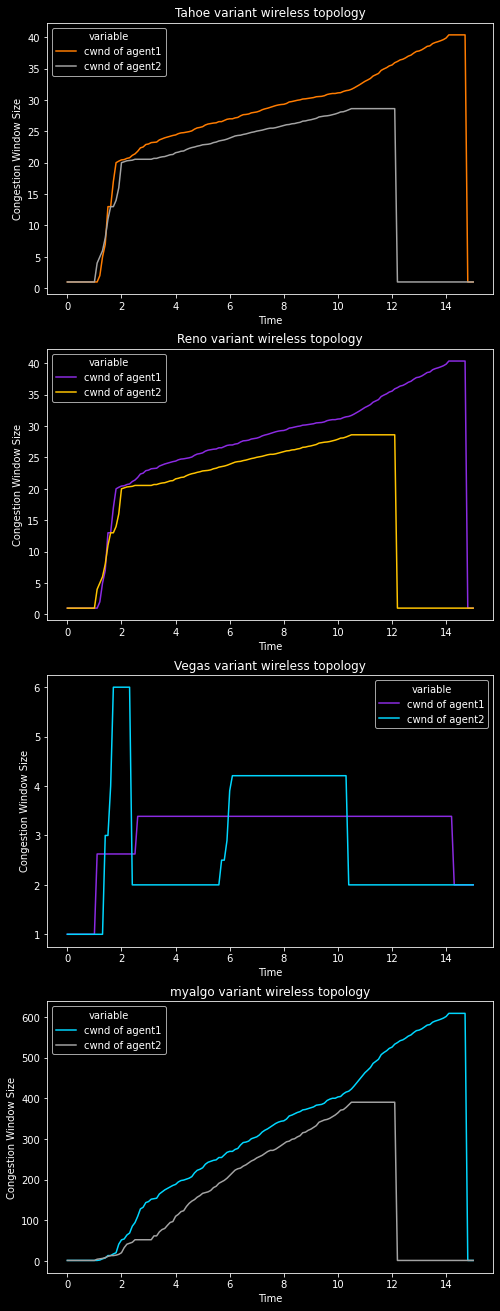 Tahoe variant wireless topology
variable
cwnd of agent1
cwnd of agent2
Congestion Window Size
40
35
30
25
20
15
10
5
0
0 2 4 6 8 10 12 14
Time
Reno variant wireless topology
variable
cwnd of agent1
cwnd of agent2
Congestion Window Size
40
35
30
25
20
15
10
5
0
0 2 4 6 8 10 12 14
Time
Vegas variant wireless topology
variable
cwnd of agent1
cwnd of agent2
Congestion Window Size
6
5
4
3
2
1
0 2 4 6 8 10 12 14
Time
myalgo variant wireless topology
variable
cwnd of agent1
cwnd of agent2
Congestion Window Size
600
500
400
300
200
100
0
0 2 4 6 8 10 12 14
Time